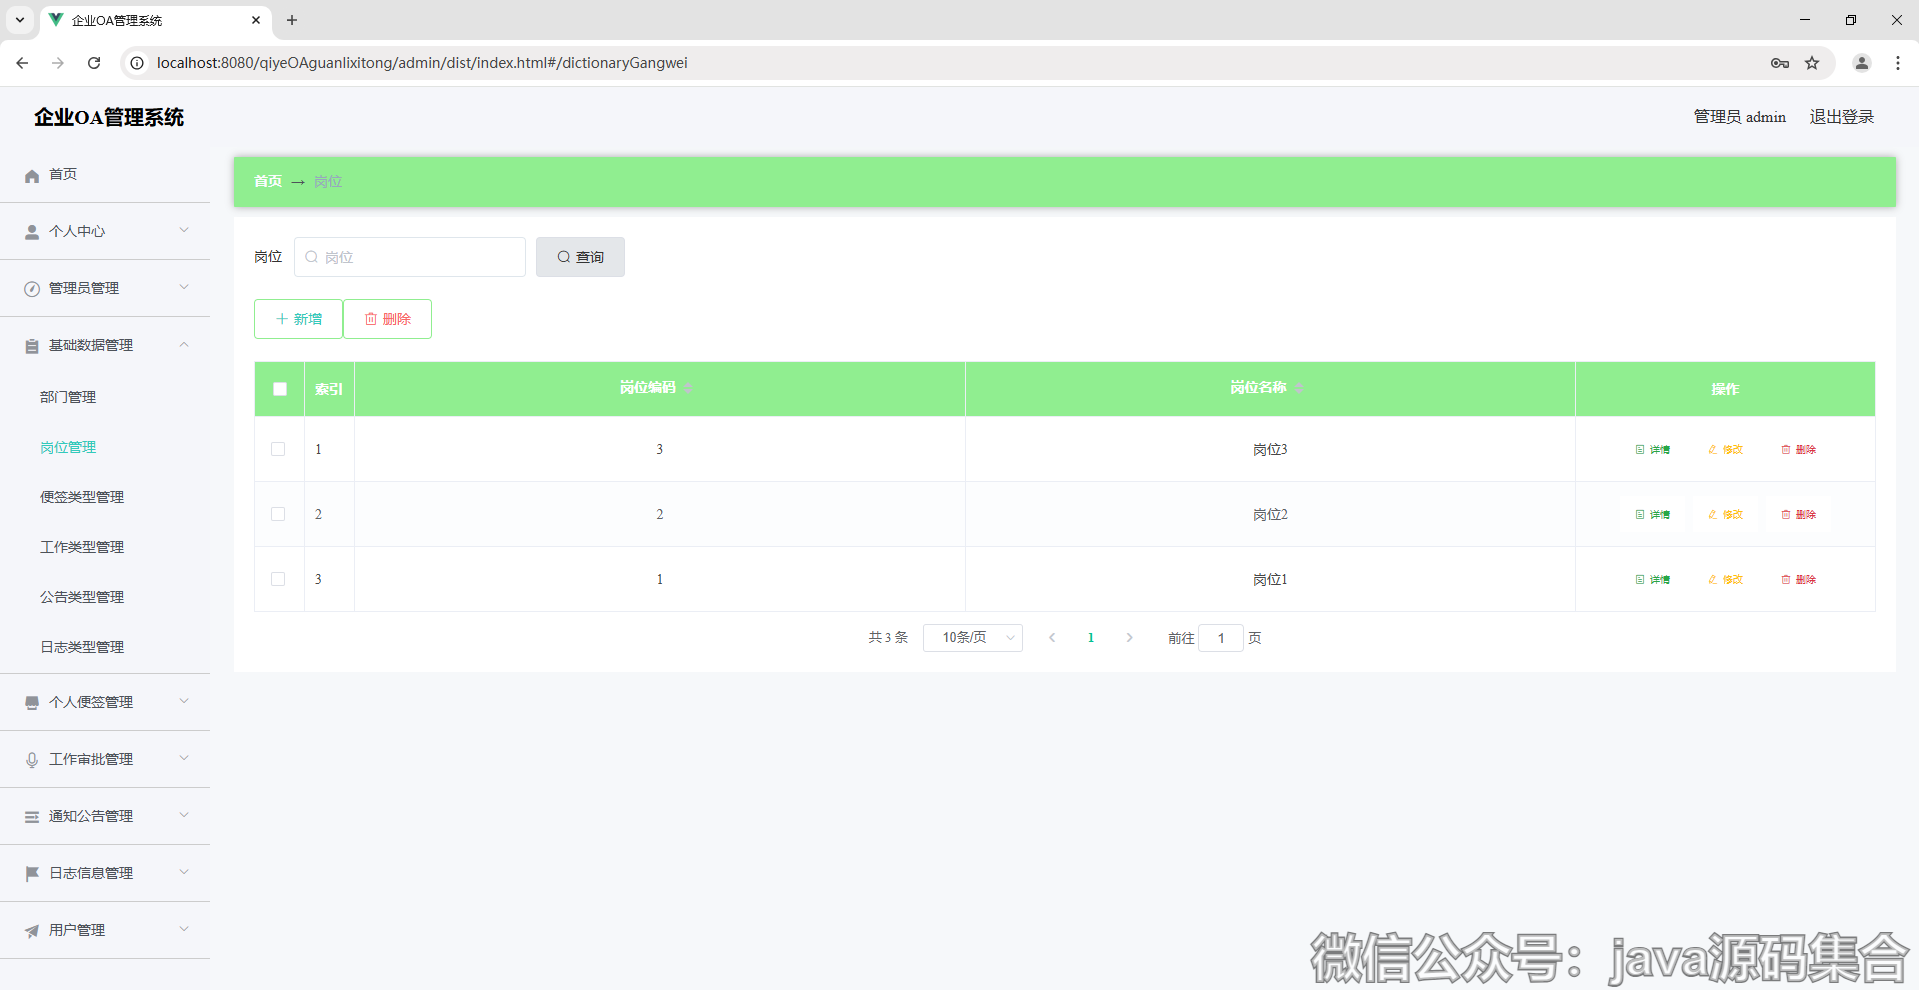 企业OA管理系统
localhost:8080/qiyeOAguanlixitong/admin/dist/index.html#/dictionaryGangwei
企业OA管理系统
管理员 admin 退出登录
首页
个人中心
管理员管理
基础数据管理
部门管理
岗位管理
便签类型管理
工作类型管理
公告类型管理
日志类型管理
个人便签管理
工作审批管理
通知公告管理
日志信息管理
用户管理
首页 → 岗位
岗位 岗位 查询
新增 删除
索引 岗位编码 岗位名称 操作
1 3 岗位3 详情 修改 删除
2 2 岗位2 详情 修改 删除
3 1 岗位1 详情 修改 删除
共 3 条 10条/页 1 前往 1 页
微信公众号：java源码集合